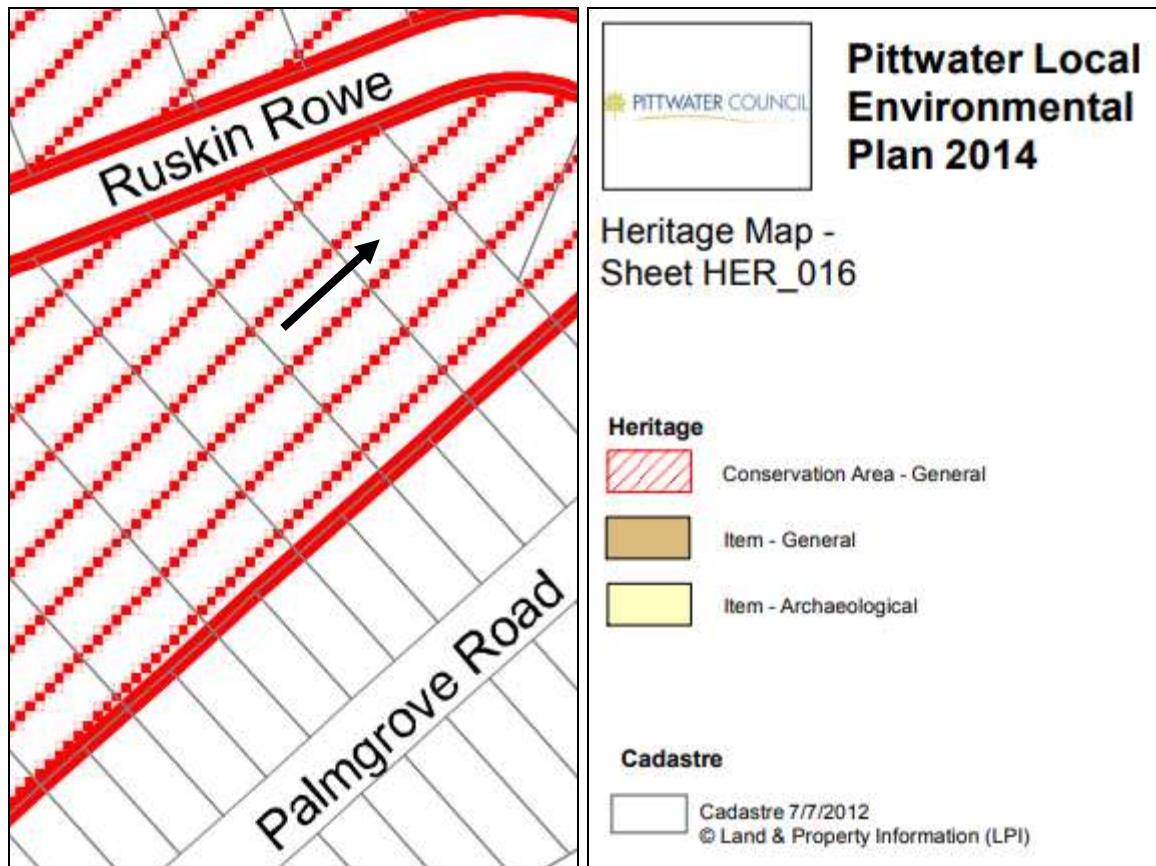 Ruskin Rowe
Palmgrove Road
PITTWATER COUNCIL
Pittwater Local
Environmental
Plan 2014
Heritage Map -
Sheet HER_016
Heritage
Conservation Area - General
Item - General
Item - Archaeological
Cadastre
Cadastre 7/7/2012
© Land & Property Information (LPI)